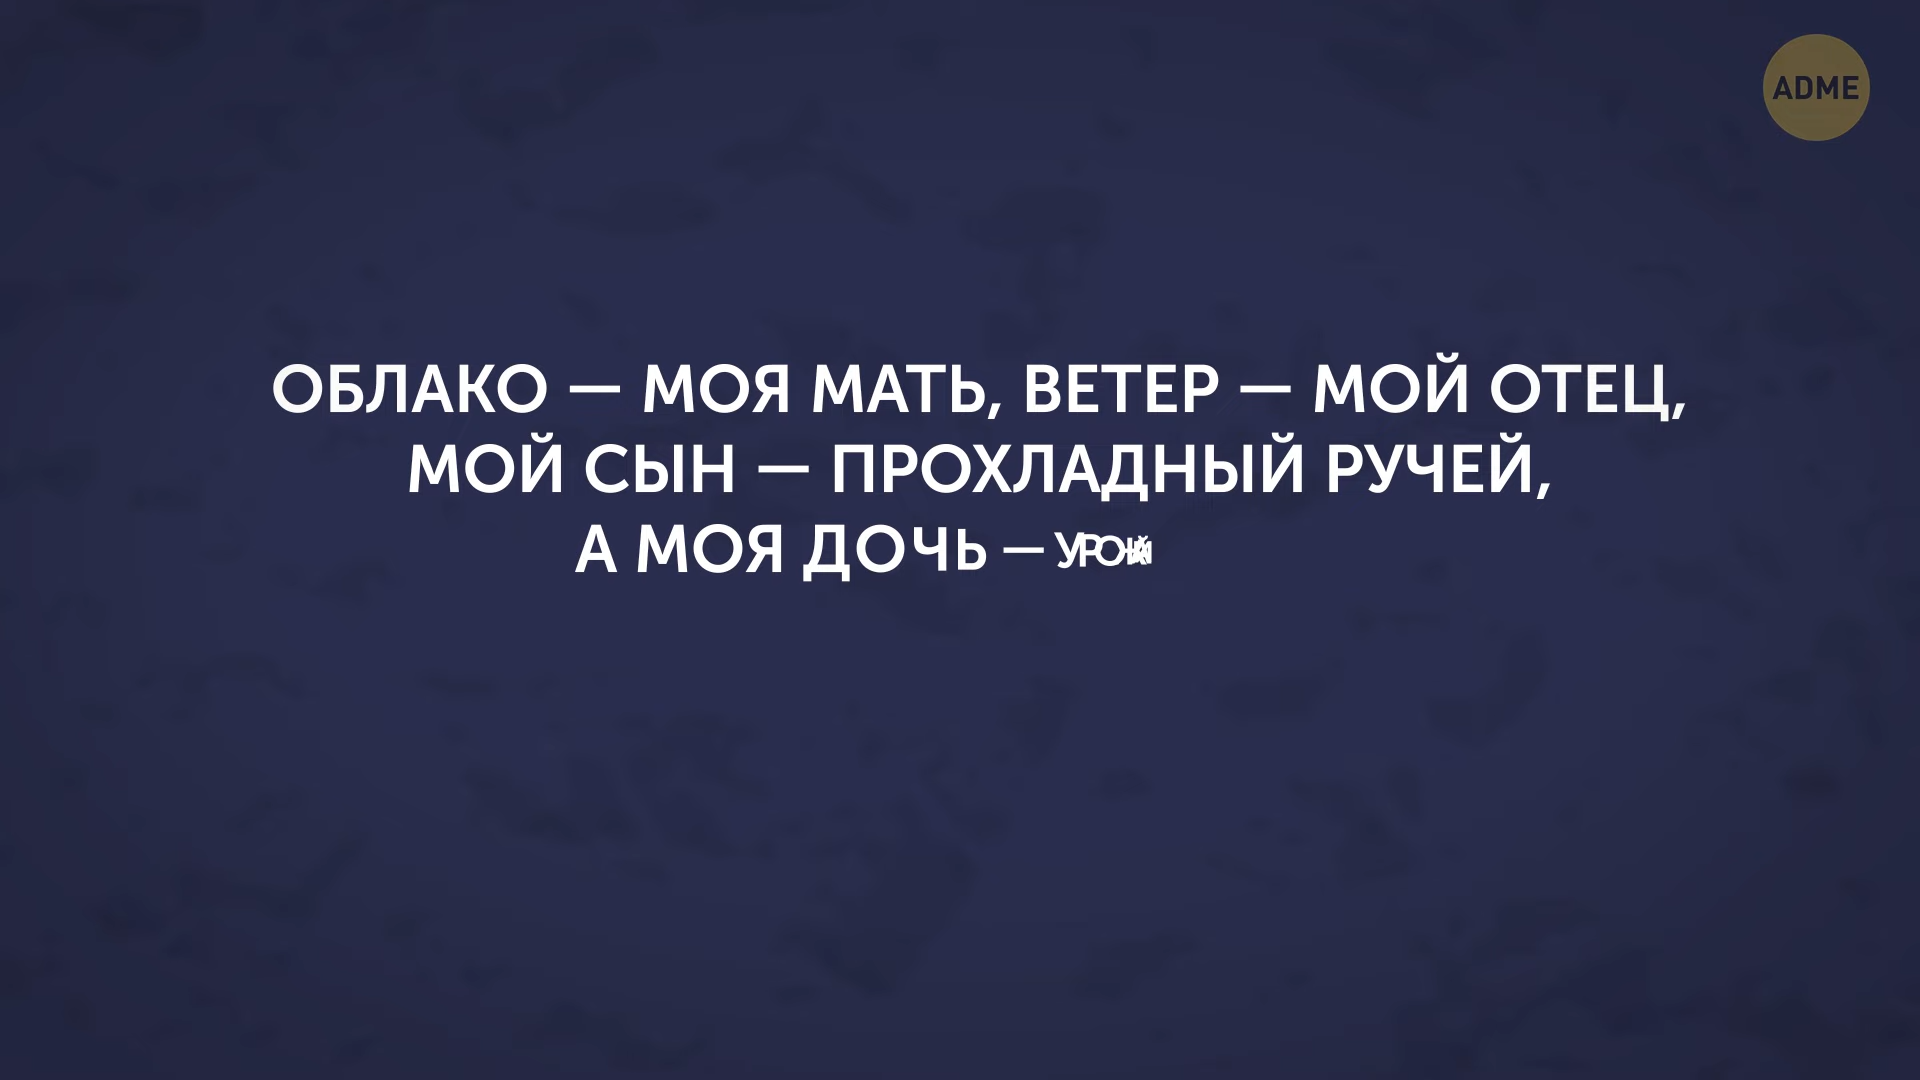 ADME
ОБЛАКО — МОЯ МАТЬ, ВЕТЕР — МОЙ ОТЕЦ,
МОЙ СЫН — ПРОХЛАДНЫЙ РУЧЕЙ,
А МОЯ ДОЧЬ —